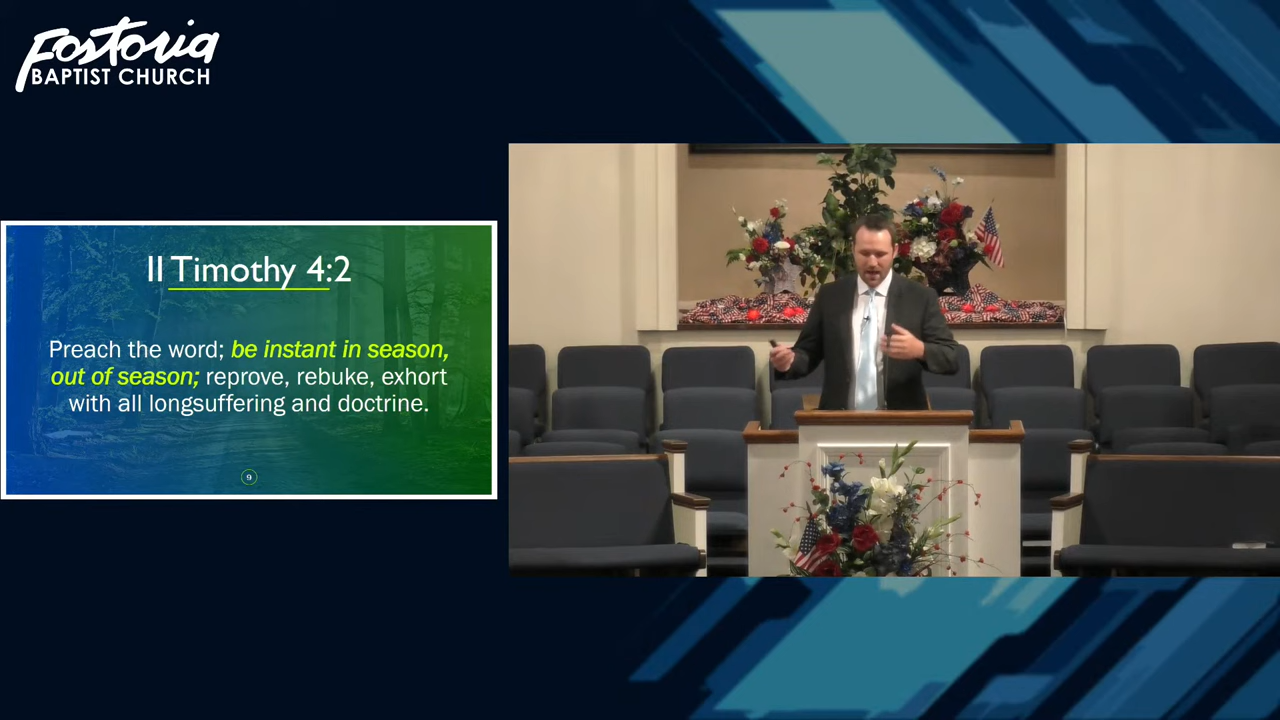 Fostoria
BAPTIST CHURCH
II Timothy 4:2
Preach the word; be instant in season,
out of season; reprove, rebuke, exhort
with all longsuffering and doctrine.
9